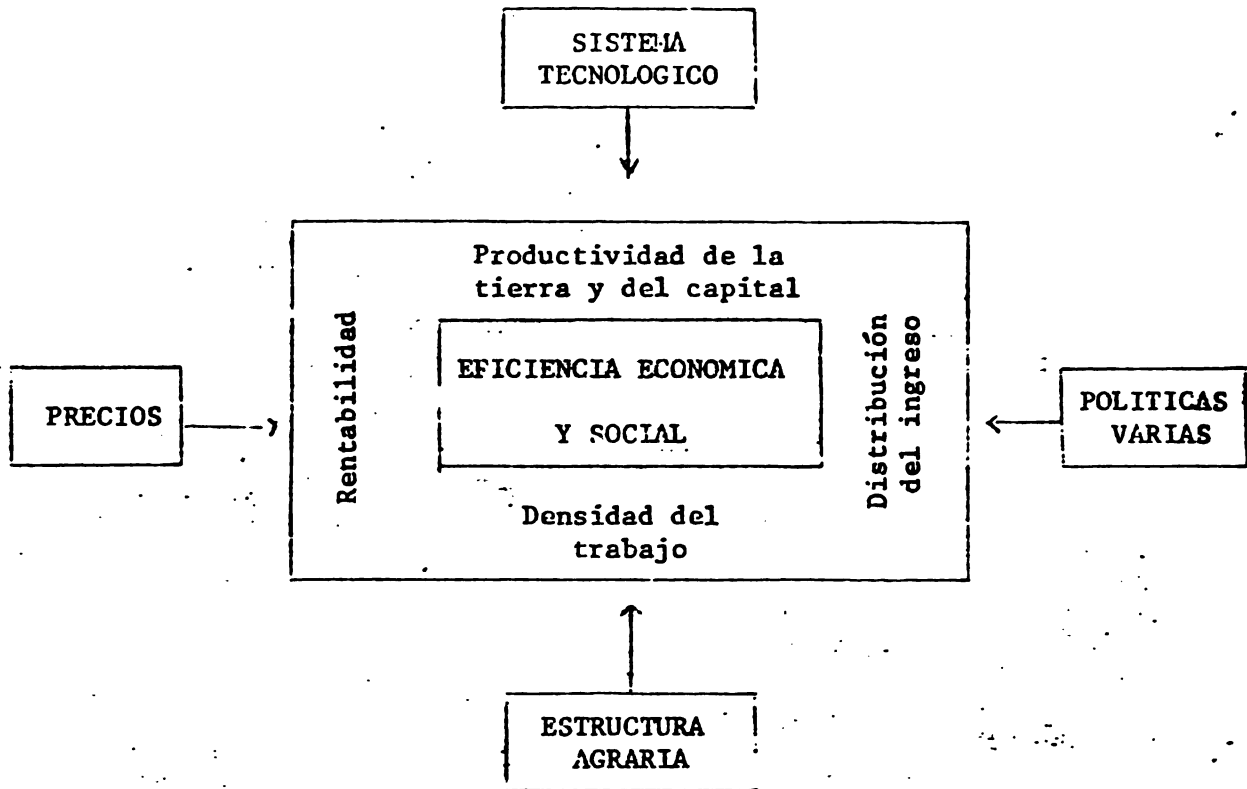 SISTEMA
TECNOLOGICO
Productividad de la
tierra y del capital
Rentabilidad
EFICIENCIA ECONOMICA
Y SOCIAL
Distribución
del ingreso
PRECIOS
POLITICAS
VARIAS
Densidad del
trabajo
ESTRUCTURA
AGRARIA